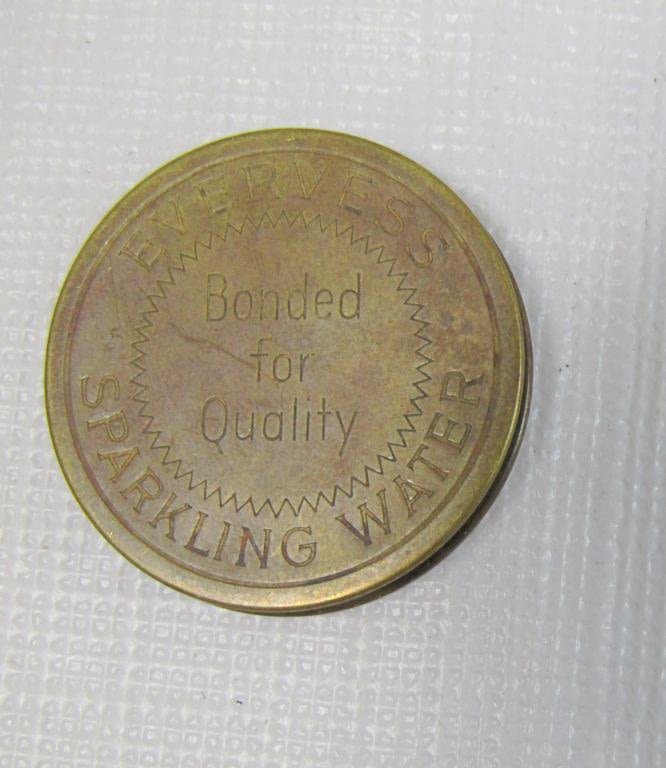 EVERVESS
Bonded
for
Quality
SPARKLING WATER